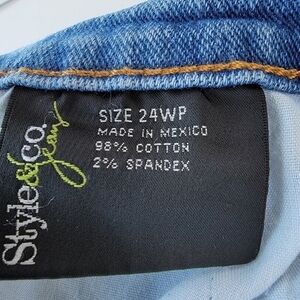 Style&co.
jeans
SIZE 24WP
MADE IN MEXICO
98% COTTON
2% SPANDEX